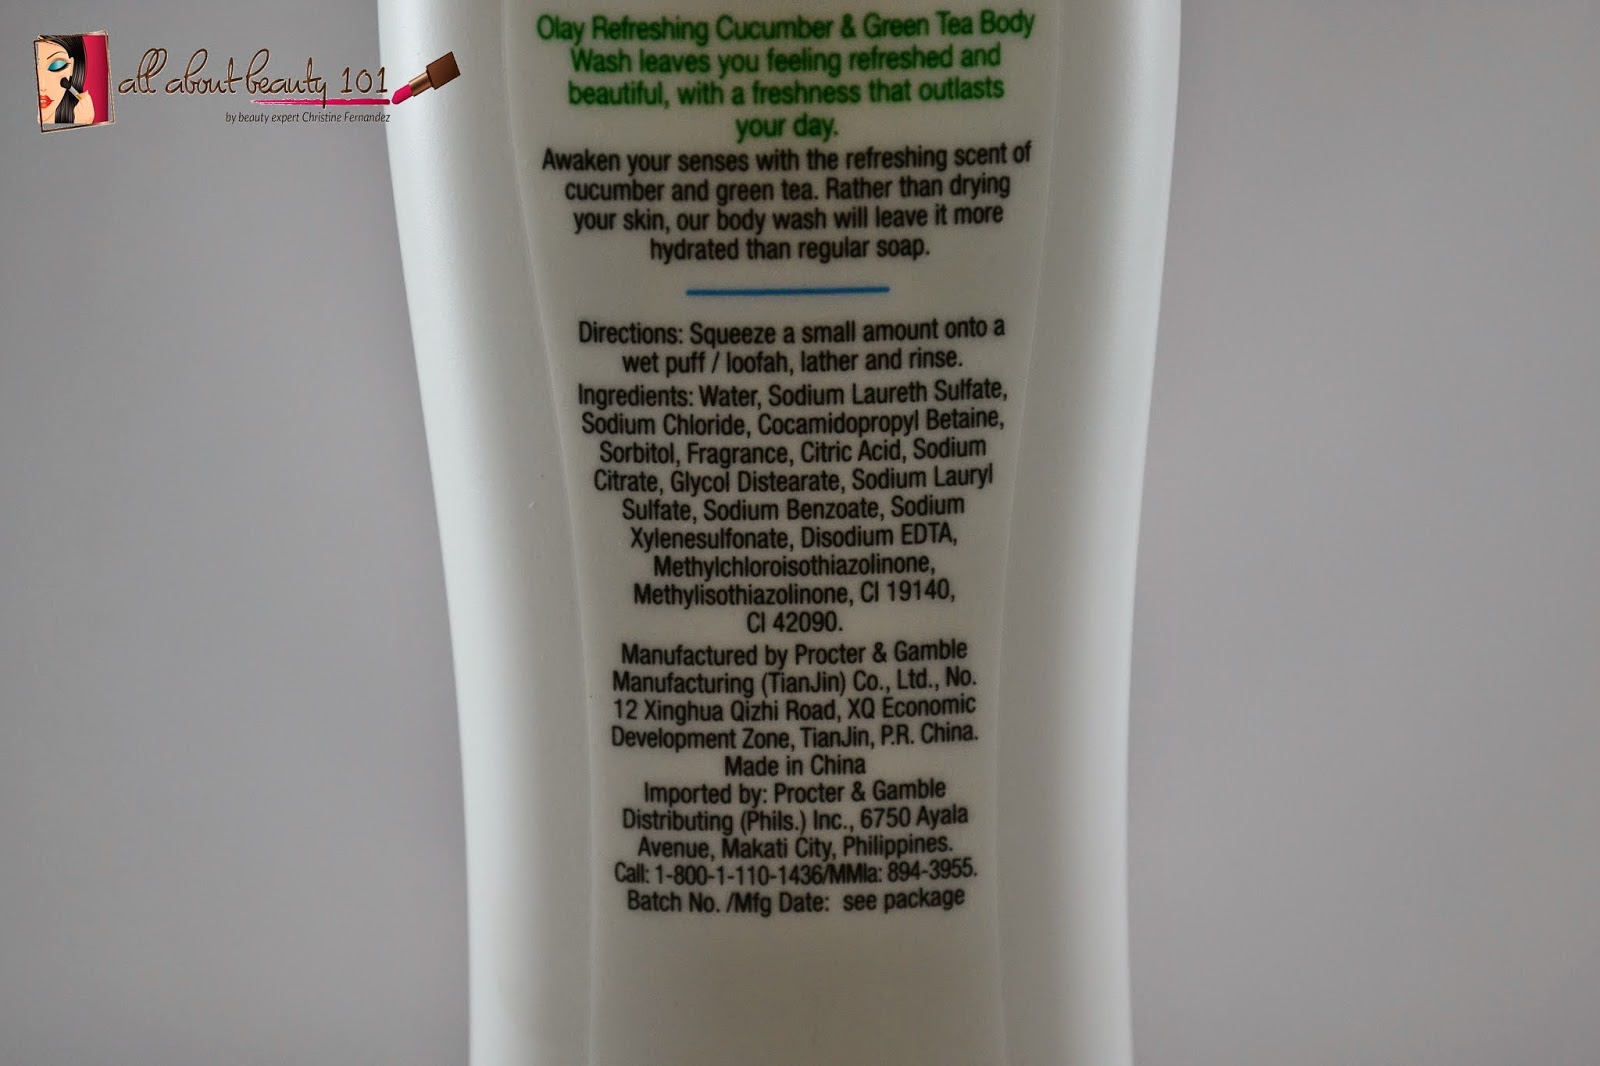 all about beauty 101
by beauty expert Christine Fernandez
Olay Refreshing Cucumber & Green Tea Body
Wash leaves you feeling refreshed and
beautiful, with a freshness that outlasts
your day.
Awaken your senses with the refreshing scent of
cucumber and green tea. Rather than drying
your skin, our body wash will leave it more
hydrated than regular soap.
Directions: Squeeze a small amount onto a
wet puff / loofah, lather and rinse.
Ingredients: Water, Sodium Laureth Sulfate,
Sodium Chloride, Cocamidopropyl Betaine,
Sorbitol, Fragrance, Citric Acid, Sodium
Citrate, Glycol Distearate, Sodium Lauryl
Sulfate, Sodium Benzoate, Sodium
Xylenesulfonate, Disodium EDTA,
Methylchloroisothiazolinone,
Methylisothiazolinone, CI 19140,
CI 42090.
Manufactured by Procter & Gamble
Manufacturing (TianJin) Co., Ltd., No.
12 Xinghua Qizhi Road, XQ Economic
Development Zone, TianJin, P.R. China.
Made in China
Imported by: Procter & Gamble
Distributing (Phils.) Inc., 6750 Ayala
Avenue, Makati City, Philippines.
Call: 1-800-1-110-1436/MMla: 894-3955.
Batch No. /Mfg Date: see package